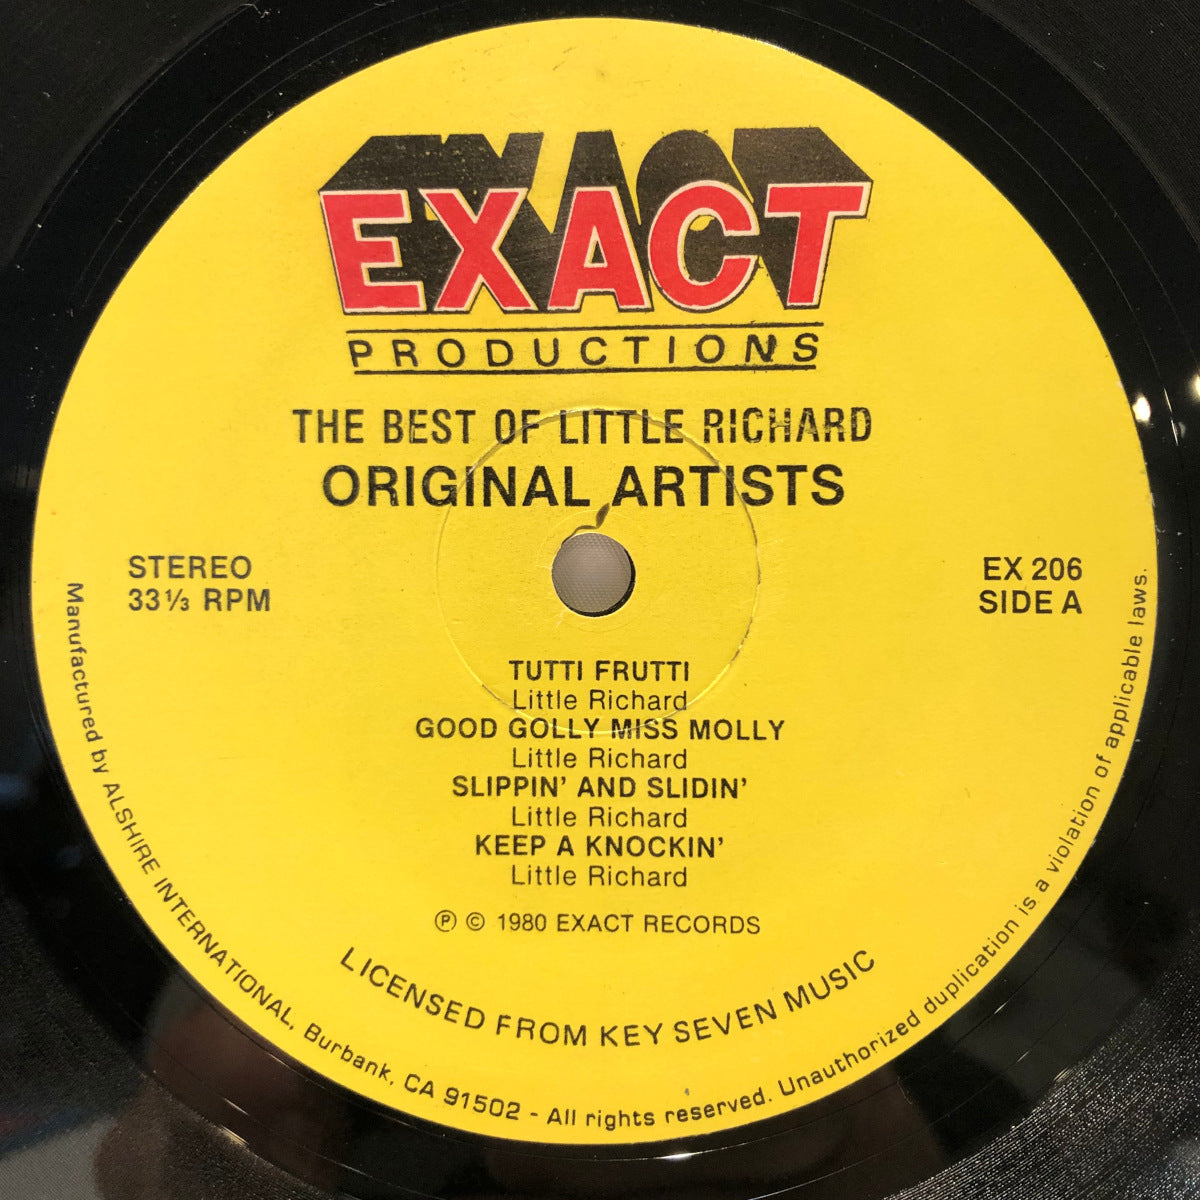 EXACT
PRODUCTIONS
THE BEST OF LITTLE RICHARD
ORIGINAL ARTISTS
STEREO
33⅓ RPM
EX 206
SIDE A
TUTTI FRUTTI
Little Richard
GOOD GOLLY MISS MOLLY
Little Richard
SLIPPIN' AND SLIDIN'
Little Richard
KEEP A KNOCKIN'
Little Richard
Ⓟ © 1980 EXACT RECORDS
LICENSED FROM KEY SEVEN MUSIC
Manufactured by ALSHIRE INTERNATIONAL, Burbank, CA 91502 - All rights reserved. Unauthorized duplication is a violation of applicable laws.